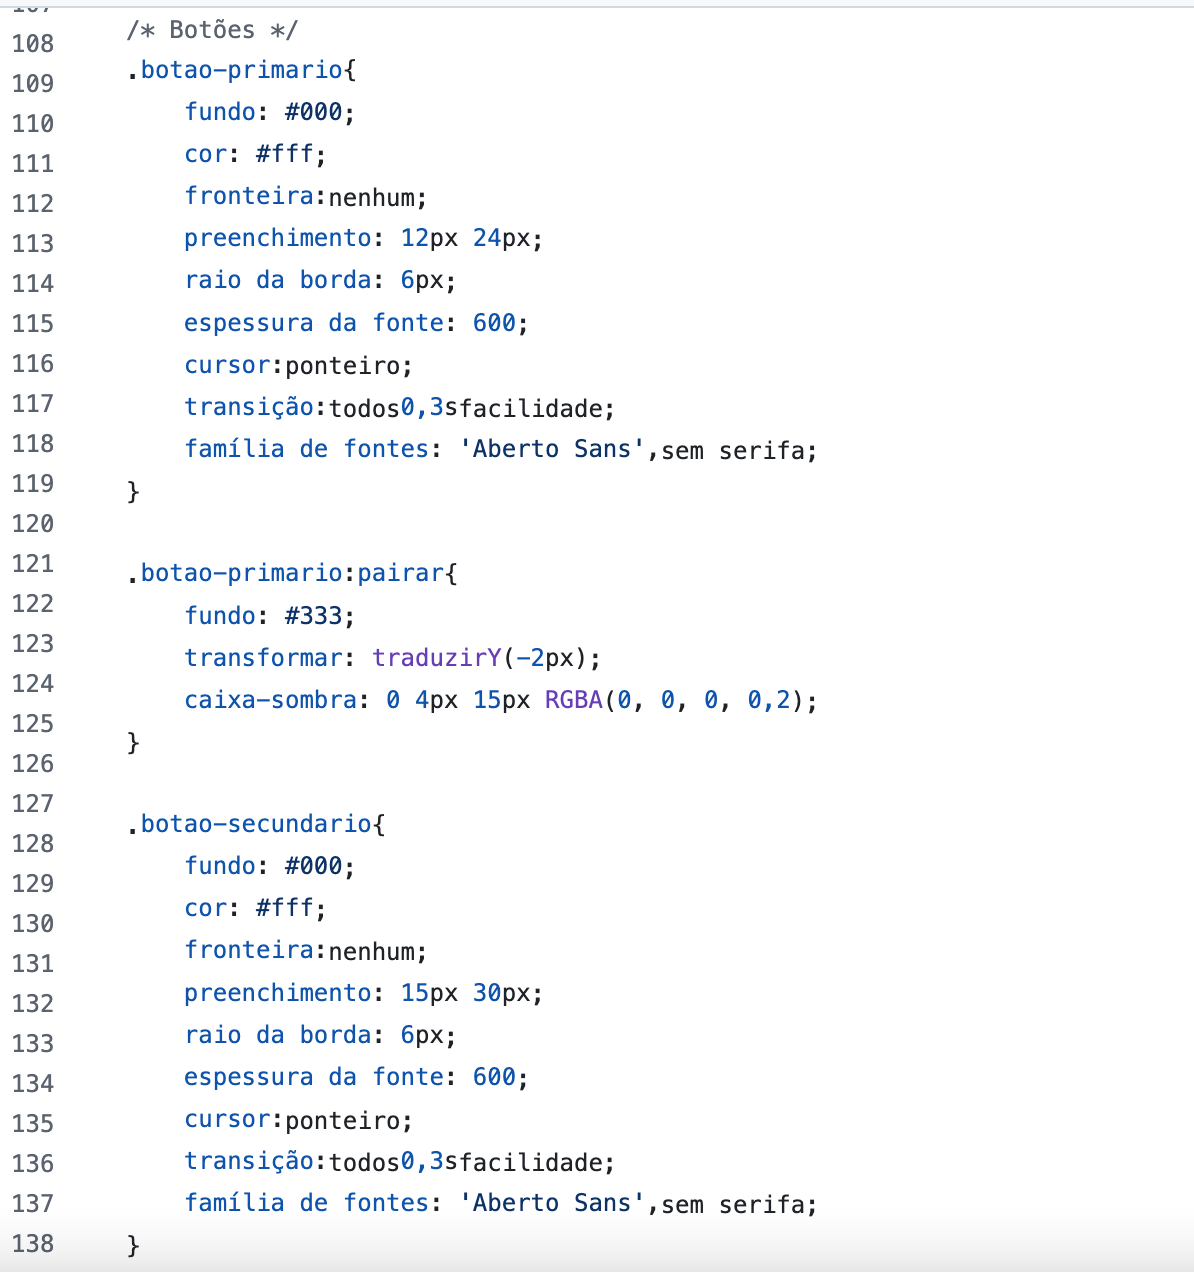 107
108
109
110
111
112
113
114
115
116
117
118
119
120
121
122
123
124
125
126
127
128
129
130
131
132
133
134
135
136
137
138
/* Botões */
.botao-primario{
fundo: #000;
cor: #fff;
fronteira:nenhum;
preenchimento: 12px 24px;
raio da borda: 6px;
espessura da fonte: 600;
cursor:ponteiro;
transição:todos0,3sfacilidade;
família de fontes: 'Aberto Sans',sem serifa;
}
.botao-primario:pairar{
fundo: #333;
transformar: traduzirY(-2px);
caixa-sombra: 0 4px 15px RGBA(0, 0, 0, 0,2);
}
.botao-secundario{
fundo: #000;
cor: #fff;
fronteira:nenhum;
preenchimento: 15px 30px;
raio da borda: 6px;
espessura da fonte: 600;
cursor:ponteiro;
transição:todos0,3sfacilidade;
família de fontes: 'Aberto Sans',sem serifa;
}